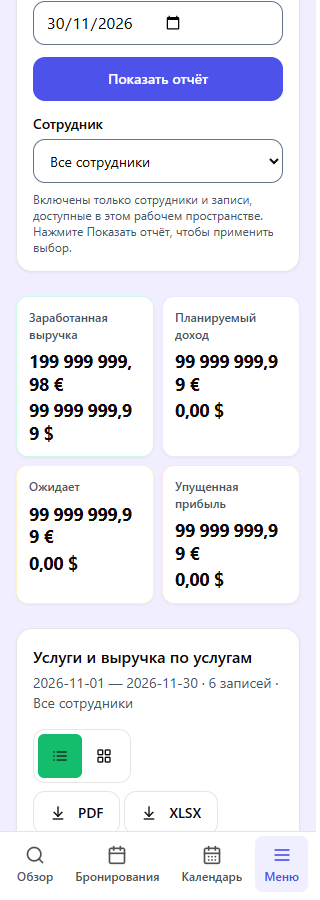 30/11/2026
Показать отчёт
Сотрудник
Все сотрудники
Включены только сотрудники и записи,
доступные в этом рабочем пространстве.
Нажмите Показать отчёт, чтобы применить
выбор.
Заработанная
выручка
199 999 999,
98 €
99 999 999,9
9 $
Планируемый
доход
99 999 999,9
9 €
0,00 $
Ожидает
99 999 999,9
9 €
0,00 $
Упущенная
прибыль
99 999 999,9
9 €
0,00 $
Услуги и выручка по услугам
2026-11-01 — 2026-11-30 · 6 записей ·
Все сотрудники
PDF
XLSX
Обзор
Бронирования
Календарь
Меню